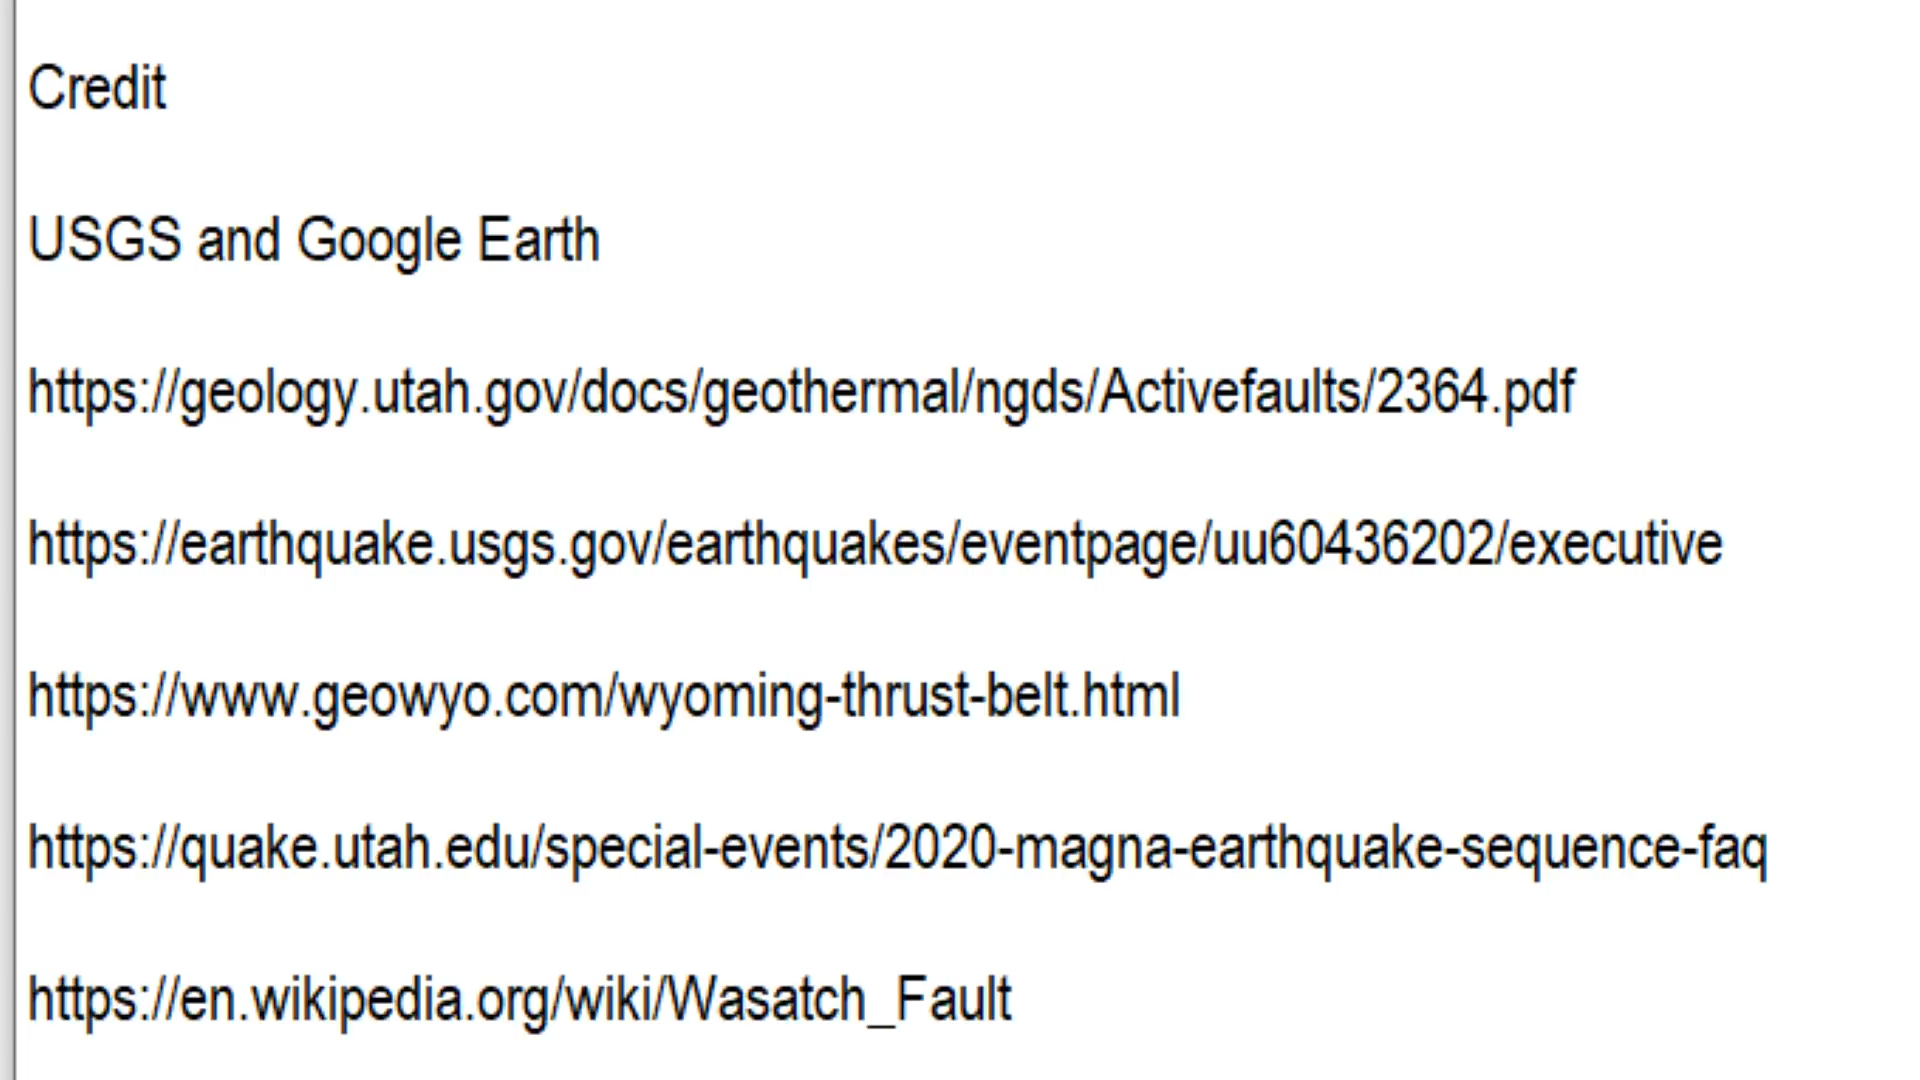 Credit
USGS and Google Earth
https://geology.utah.gov/docs/geothermal/ngds/Activefaults/2364.pdf
https://earthquake.usgs.gov/earthquakes/eventpage/uu60436202/executive
https://www.geowyo.com/wyoming-thrust-belt.html
https://quake.utah.edu/special-events/2020-magna-earthquake-sequence-faq
https://en.wikipedia.org/wiki/Wasatch_Fault